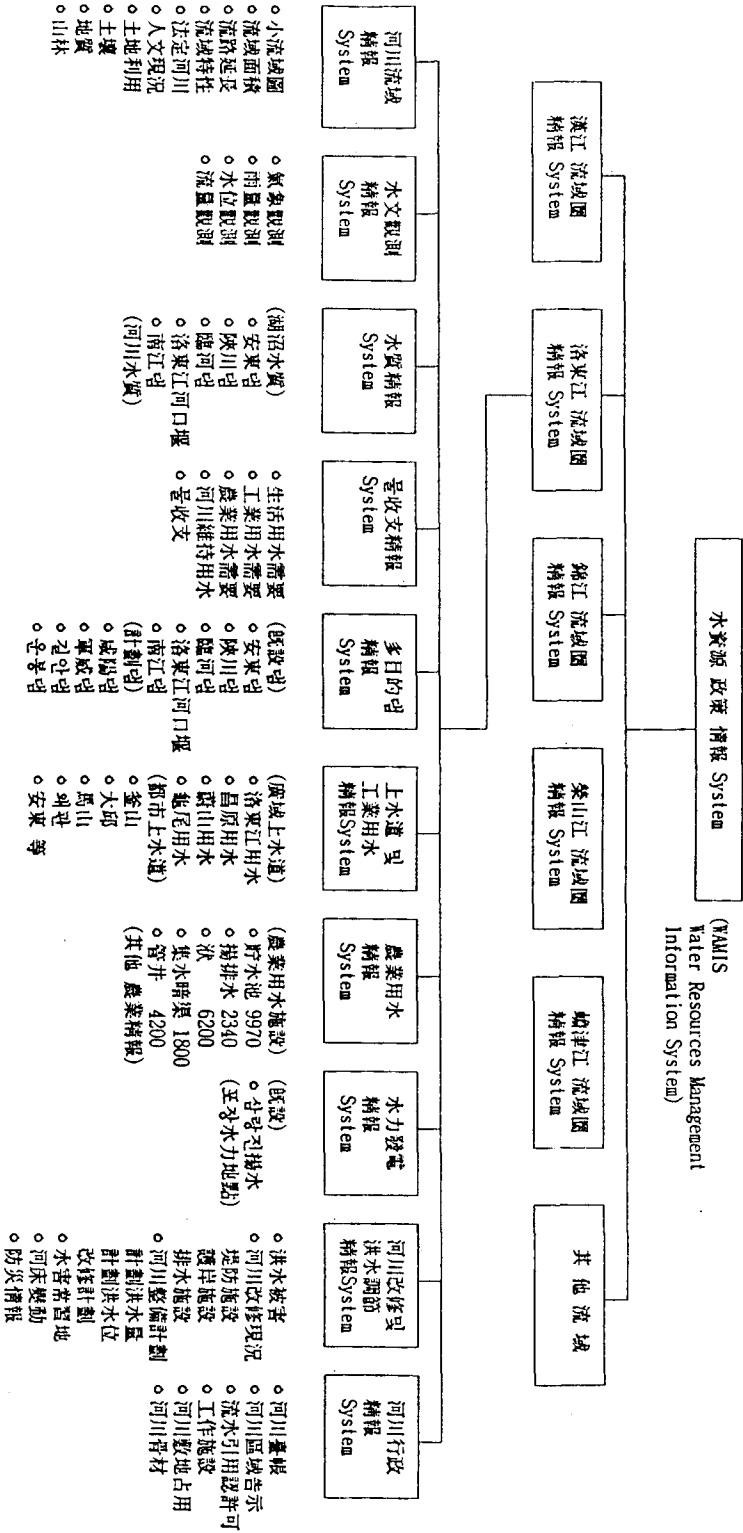 水資源 政策 情報 System
(WAMIS
Water Resources Management
Information System)
漢江 流域圈
精報 System
洛東江 流域圈
精報 System
錦江 流域圈
精報 System
榮山江 流域圈
精報 System
蟾津江 流域圈
精報 System
其 他 流 域
河川流域
精報
System
小流域圖
流域面積
流路延長
流域特性
法定河川
人文現況
土地利用
土壤
地質
山林
水文觀測
精報
System
氣象觀測
雨量觀測
水位觀測
流量觀測
水質精報
System
(湖沼水質)
安東댐
陜川댐
臨河댐
洛東江河口堰
南江댐
(河川水質)
물收支精報
System
生活用水需要
工業用水需要
農業用水需要
河川維持用水
물收支
多目的댐
精報
System
(旣設댐)
安東댐
陜川댐
臨河댐
洛東江河口堰
南江댐
(計劃댐)
咸陽댐
軍威댐
길안댐
운봉댐
上水道 및
工業用水
精報System
(廣域上水道)
洛東江用水
昌原用水
蔚山用水
龜尾用水
(都市上水道)
釜山
大邱
馬山
왜관
安東 等
農業用水
精報
System
(農業用水施設)
貯水池 9970
揚排水 2340
洑 6200
集水暗渠 1800
管井 4200
(其他 農業精報)
水力發電
精報
System
(旣設)
삼랑진揚水
(포장水力地點)
河川改修및
洪水調節
精報System
洪水被害
河川改修現況
堤防施設
護岸施設
排水施設
河川整備計劃
計劃洪水量
計劃洪水位
改修計劃
水害常習地
河床變動
防災情報
河川行政
精報
System
河川臺帳
河川區域告示
流水引用認許可
工作施設
河川敷地占用
河川骨材